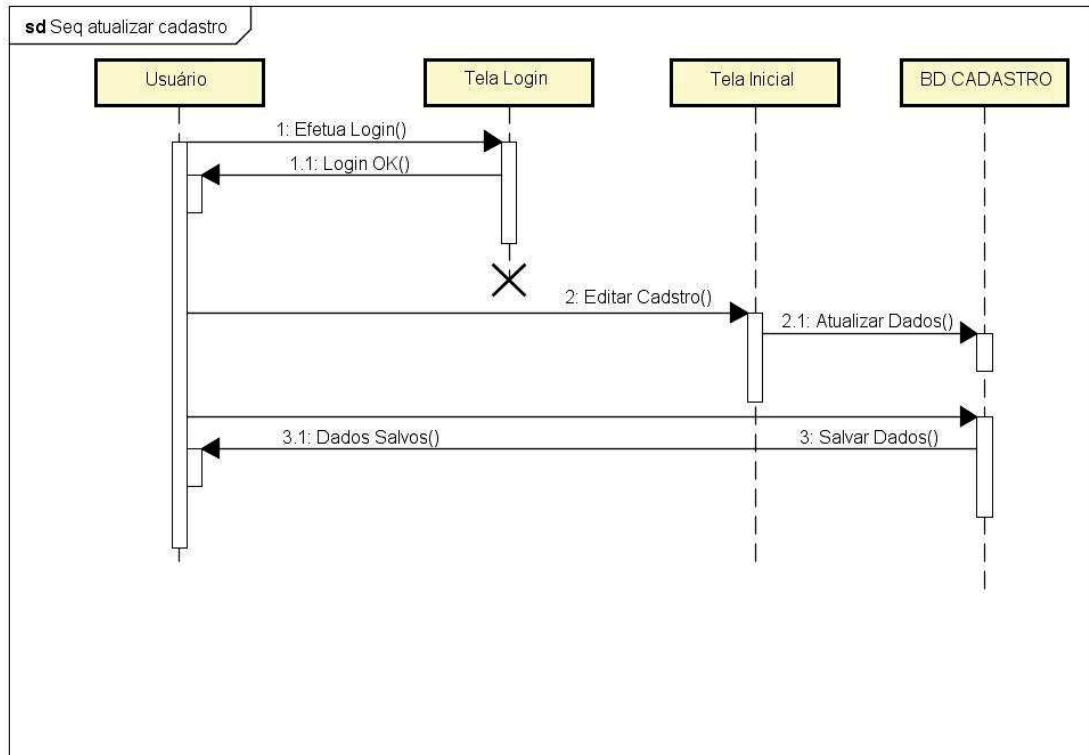 sd Seq atualizar cadastro
Usuário
Tela Login
Tela Inicial
BD CADASTRO
1: Efetua Login()
1.1: Login OK()
2: Editar Cadstro()
2.1: Atualizar Dados()
3.1: Dados Salvos()
3: Salvar Dados()